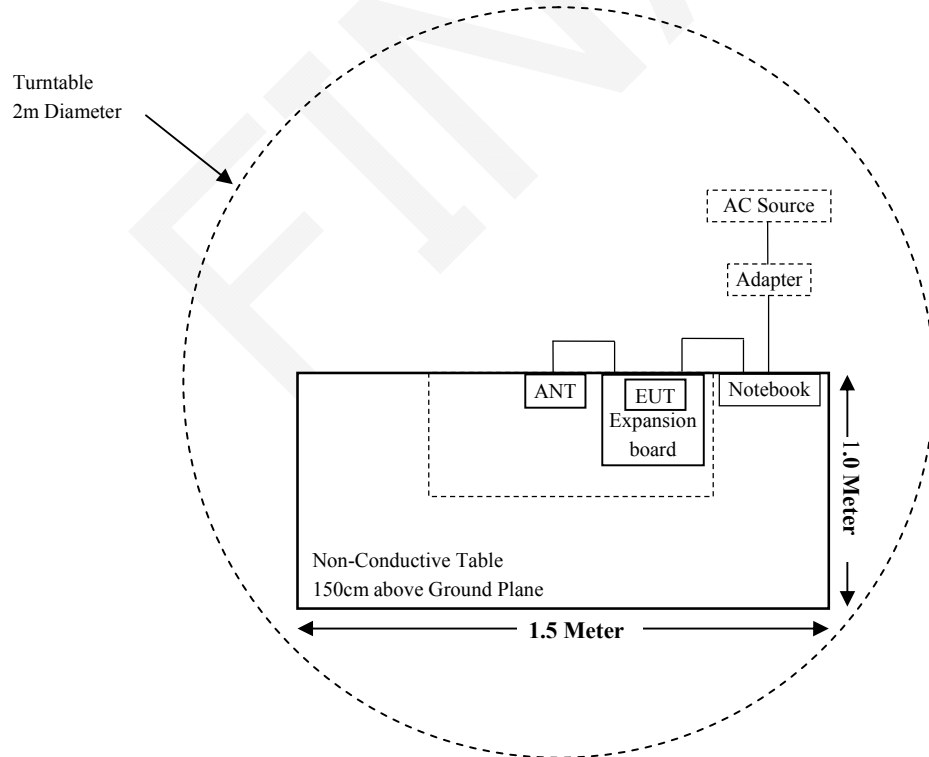 Turntable
2m Diameter
AC Source
Adapter
ANT
EUT
Notebook
Expansion
board
1.0 Meter
Non-Conductive Table
150cm above Ground Plane
1.5 Meter